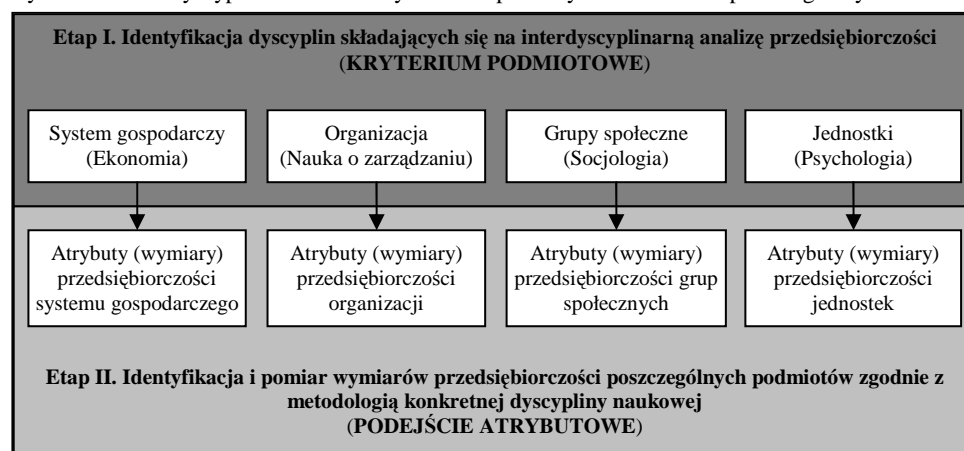 Etap I. Identyfikacja dyscyplin składających się na interdyscyplinarną analizę przedsiębiorczości
(KRYTERIUM PODMIOTOWE)
System gospodarczy
(Ekonomia)
Organizacja
(Nauka o zarządzaniu)
Grupy społeczne
(Socjologia)
Jednostki
(Psychologia)
Atrybuty (wymiary)
przedsiębiorczości
systemu gospodarczego
Atrybuty (wymiary)
przedsiębiorczości
organizacji
Atrybuty (wymiary)
przedsiębiorczości grup
społecznych
Atrybuty (wymiary)
przedsiębiorczości
jednostek
Etap II. Identyfikacja i pomiar wymiarów przedsiębiorczości poszczególnych podmiotów zgodnie z
metodologią konkretnej dyscypliny naukowej
(PODEJŚCIE ATRYBUTOWE)